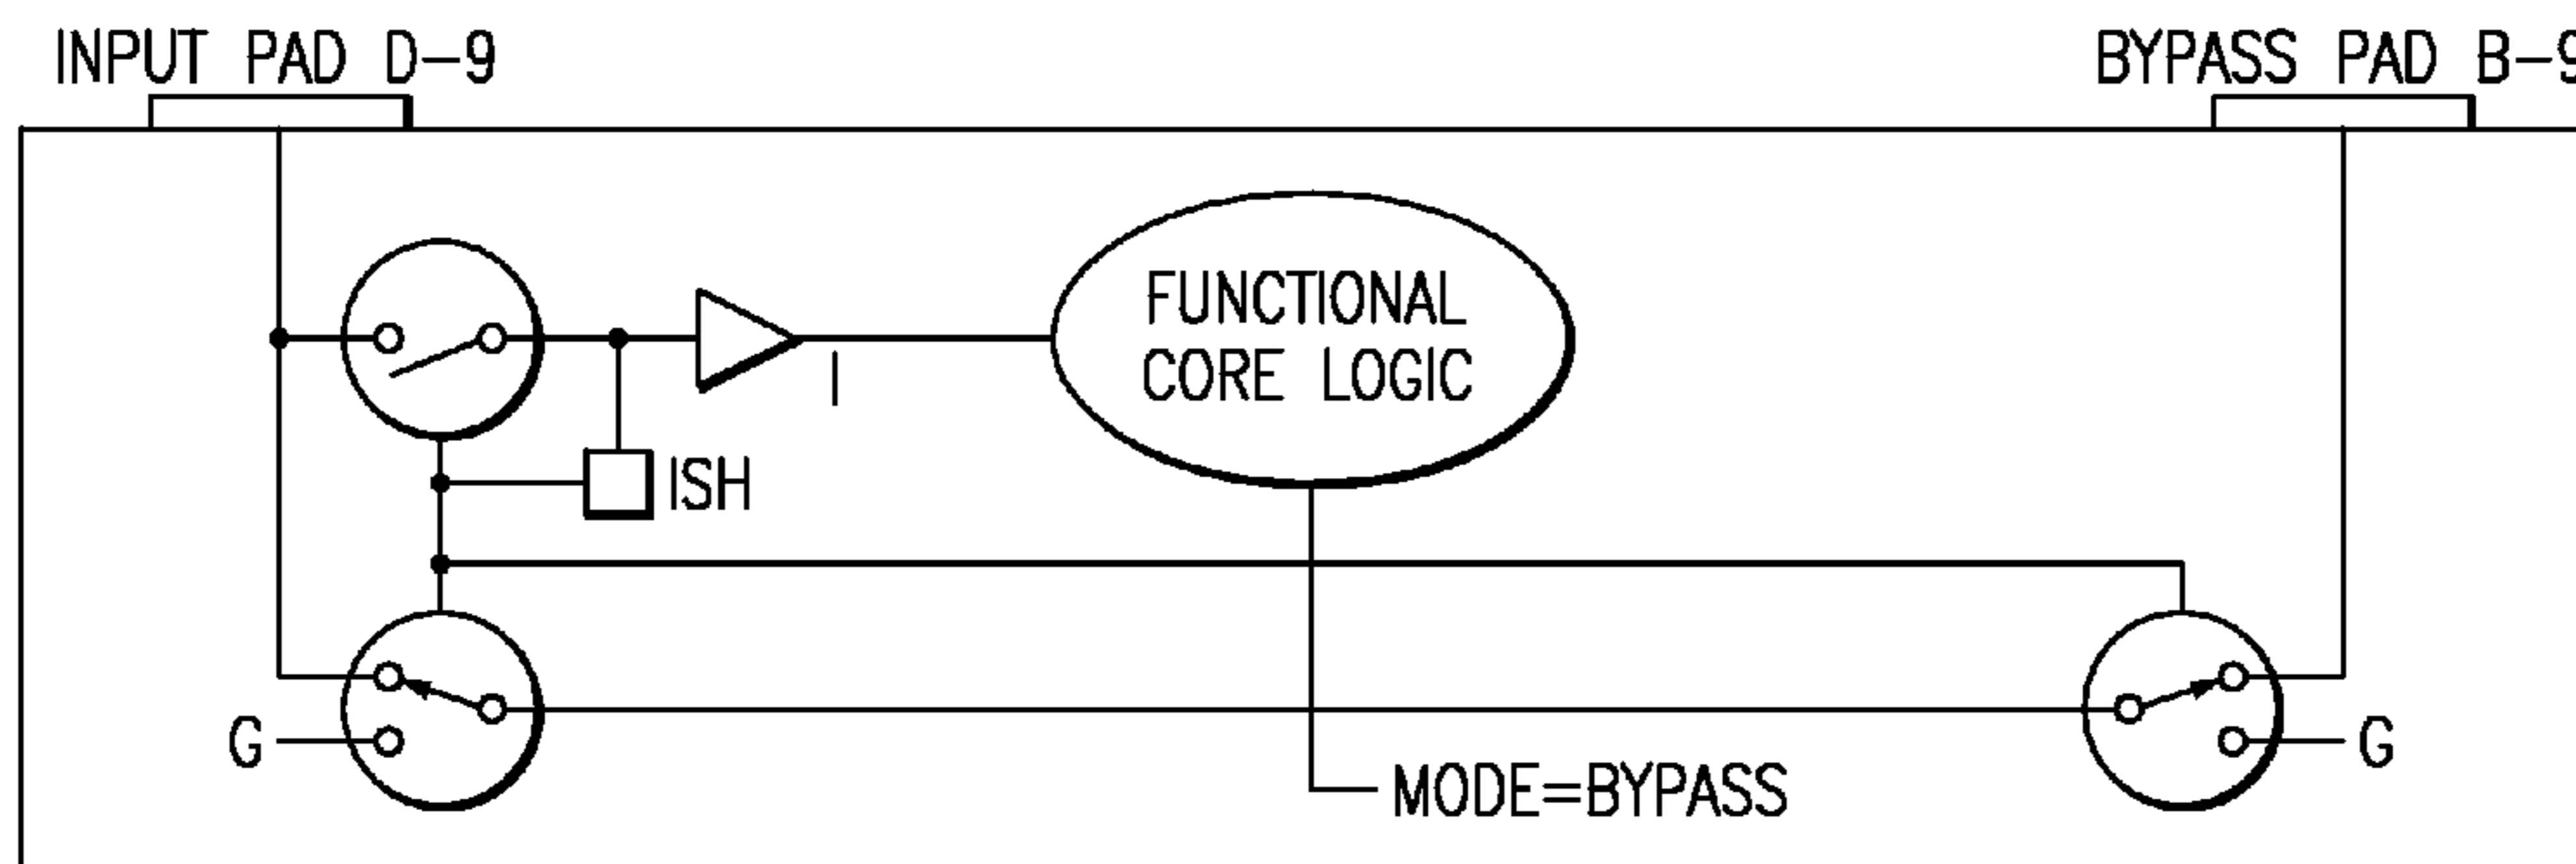 INPUT PAD D-9
BYPASS PAD B-9
FUNCTIONAL
CORE LOGIC
I
ISH
G
G
MODE=BYPASS